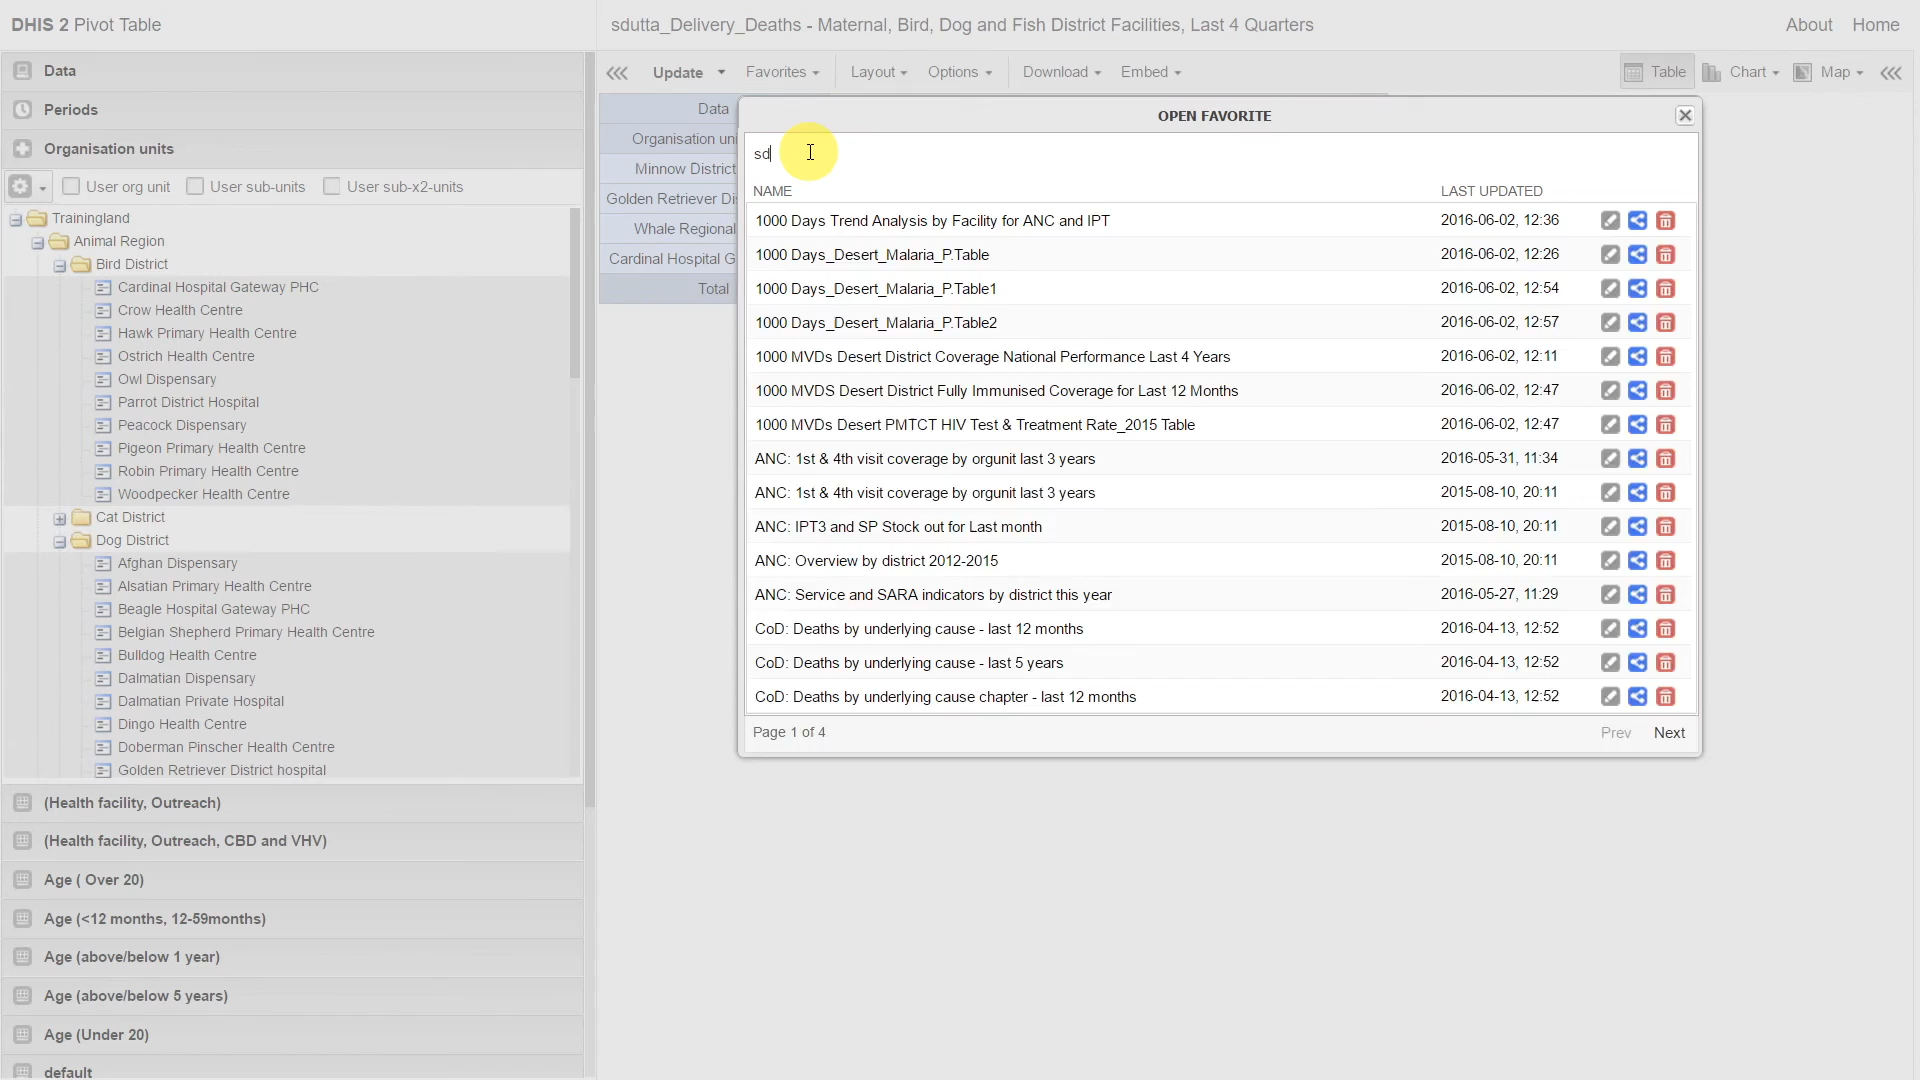 DHIS 2 Pivot Table
sdutta_Delivery_Deaths - Maternal, Bird, Dog and Fish District Facilities, Last 4 Quarters
About Home
Data
Periods
Organisation units
User org unit User sub-units User sub-x2-units
Trainingland
Animal Region
Bird District
Cardinal Hospital Gateway PHC
Crow Health Centre
Hawk Primary Health Centre
Ostrich Health Centre
Owl Dispensary
Parrot District Hospital
Peacock Dispensary
Pigeon Primary Health Centre
Robin Primary Health Centre
Woodpecker Health Centre
Cat District
Dog District
Afghan Dispensary
Alsatian Primary Health Centre
Beagle Hospital Gateway PHC
Belgian Shepherd Primary Health Centre
Bulldog Health Centre
Dalmatian Dispensary
Dalmatian Private Hospital
Dingo Health Centre
Doberman Pinscher Health Centre
Golden Retriever District hospital
(Health facility, Outreach)
(Health facility, Outreach, CBD and VHV)
Age ( Over 20)
Age (<12 months, 12-59months)
Age (above/below 1 year)
Age (above/below 5 years)
Age (Under 20)
default
Update Favorites Layout Options Download Embed Table Chart Map
Data
Organisation uni
Minnow District
Golden Retriever Di
Whale Regional
Cardinal Hospital G
Total
OPEN FAVORITE
sd
NAME LAST UPDATED
1000 Days Trend Analysis by Facility for ANC and IPT 2016-06-02, 12:36
1000 Days_Desert_Malaria_P.Table 2016-06-02, 12:26
1000 Days_Desert_Malaria_P.Table1 2016-06-02, 12:54
1000 Days_Desert_Malaria_P.Table2 2016-06-02, 12:57
1000 MVDs Desert District Coverage National Performance Last 4 Years 2016-06-02, 12:11
1000 MVDS Desert District Fully Immunised Coverage for Last 12 Months 2016-06-02, 12:47
1000 MVDs Desert PMTCT HIV Test & Treatment Rate_2015 Table 2016-06-02, 12:47
ANC: 1st & 4th visit coverage by orgunit last 3 years 2016-05-31, 11:34
ANC: 1st & 4th visit coverage by orgunit last 3 years 2015-08-10, 20:11
ANC: IPT3 and SP Stock out for Last month 2015-08-10, 20:11
ANC: Overview by district 2012-2015 2015-08-10, 20:11
ANC: Service and SARA indicators by district this year 2016-05-27, 11:29
CoD: Deaths by underlying cause - last 12 months 2016-04-13, 12:52
CoD: Deaths by underlying cause - last 5 years 2016-04-13, 12:52
CoD: Deaths by underlying cause chapter - last 12 months 2016-04-13, 12:52
Page 1 of 4 Prev Next